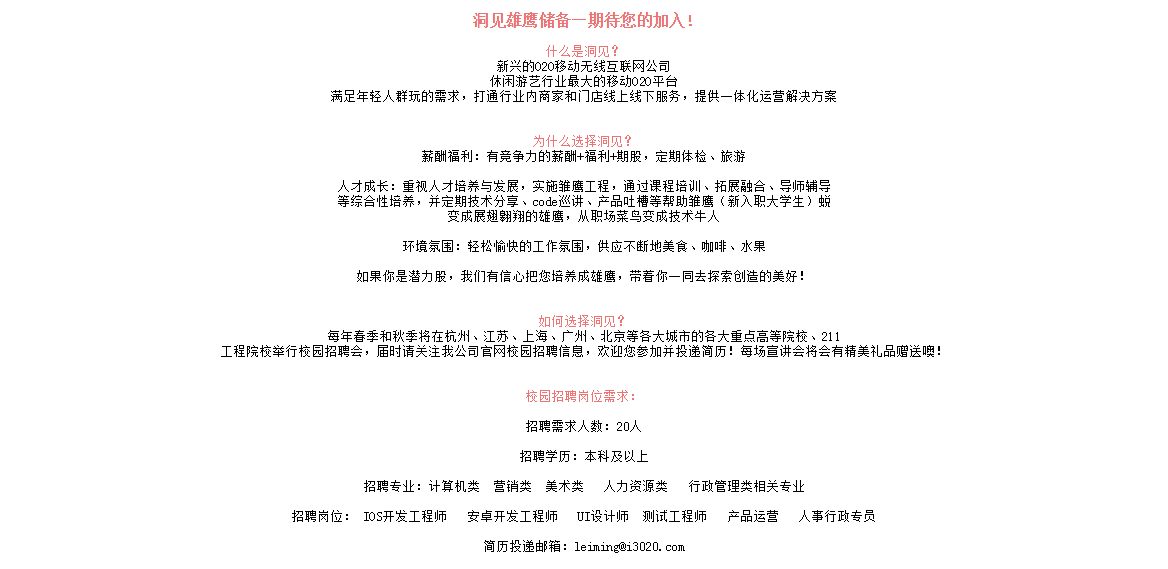 洞见雄鹰储备—期待您的加入!
什么是洞见?
新兴的O2O移动无线互联网公司
休闲游艺行业最大的移动O2O平台
满足年轻人群玩的需求，打通行业内商家和门店线上线下服务，提供一体化运营解决方案
为什么选择洞见?
薪酬福利：有竞争力的薪酬+福利+期股，定期体检、旅游
人才成长：重视人才培养与发展，实施雏鹰工程，通过课程培训、拓展融合、导师辅导
等综合性培养，并定期技术分享、code巡讲、产品吐槽等帮助雏鹰（新入职大学生）蜕
变成展翅翱翔的雄鹰，从职场菜鸟变成技术牛人
环境氛围：轻松愉快的工作氛围，供应不断地美食、咖啡、水果
如果你是潜力股，我们有信心把您培养成雄鹰，带着你一同去探索创造的美好!
如何选择洞见?
每年春季和秋季将在杭州、江苏、上海、广州、北京等各大城市的各大重点高等院校、211
工程院校举行校园招聘会，届时请关注我公司官网校园招聘信息，欢迎您参加并投递简历! 每场宣讲会将会有精美礼品赠送噢!
校园招聘岗位需求：
招聘需求人数：20人
招聘学历：本科及以上
招聘专业：计算机类 营销类 美术类 人力资源类 行政管理类相关专业
招聘岗位： IOS开发工程师 安卓开发工程师 UI设计师 测试工程师 产品运营 人事行政专员
简历投递邮箱：leiming@i3020.com